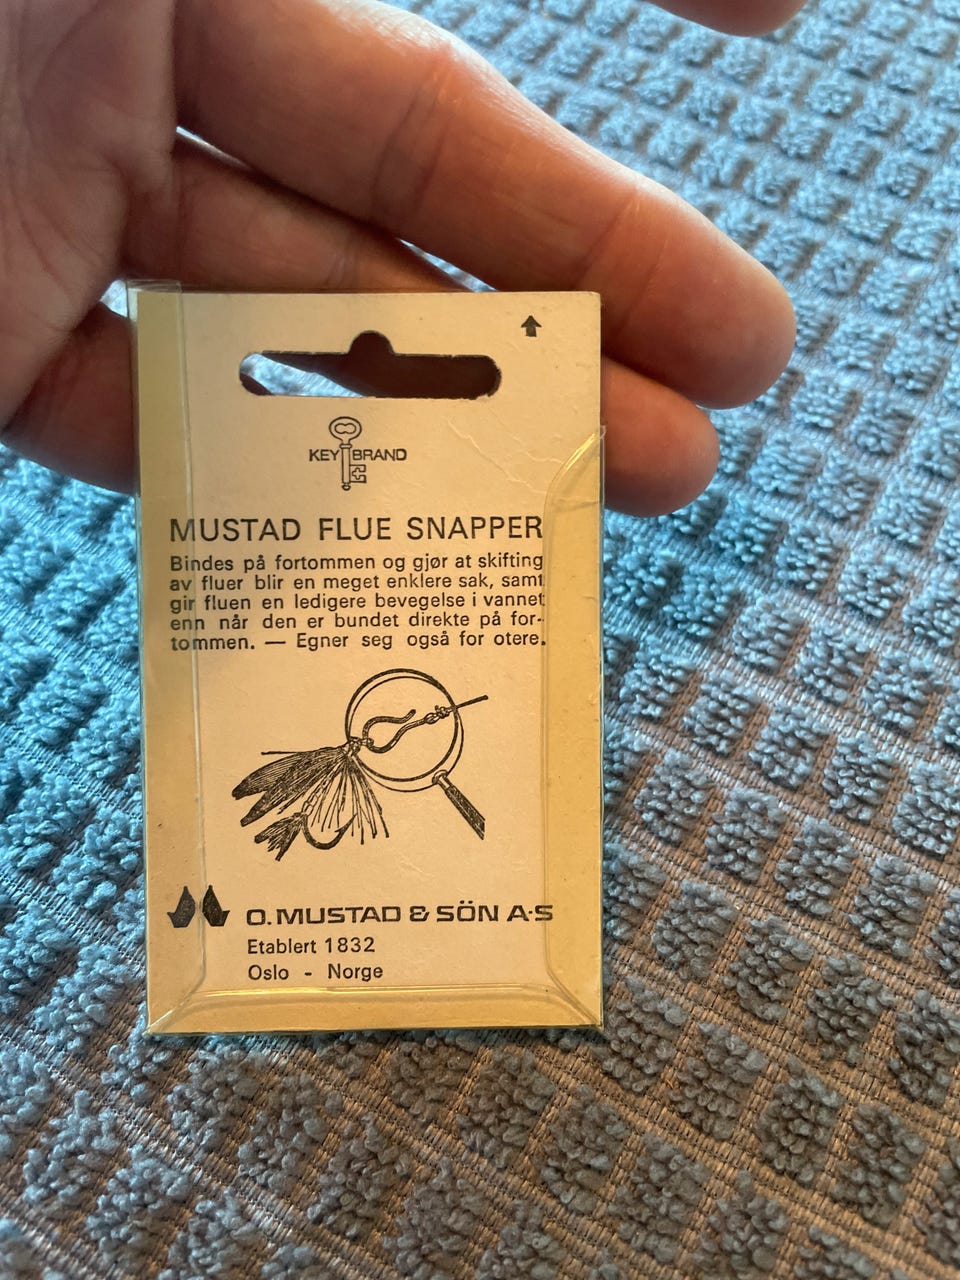 KEY BRAND
MUSTAD FLUE SNAPPER
Bindes på fortommen og gjør at skifting
av fluer blir en meget enklere sak, samt
gir fluen en ledigere bevegelse i vannet
enn når den er bundet direkte på for-
tommen. — Egner seg også for otere.
O. MUSTAD & SÖN A·S
Etablert 1832
Oslo - Norge